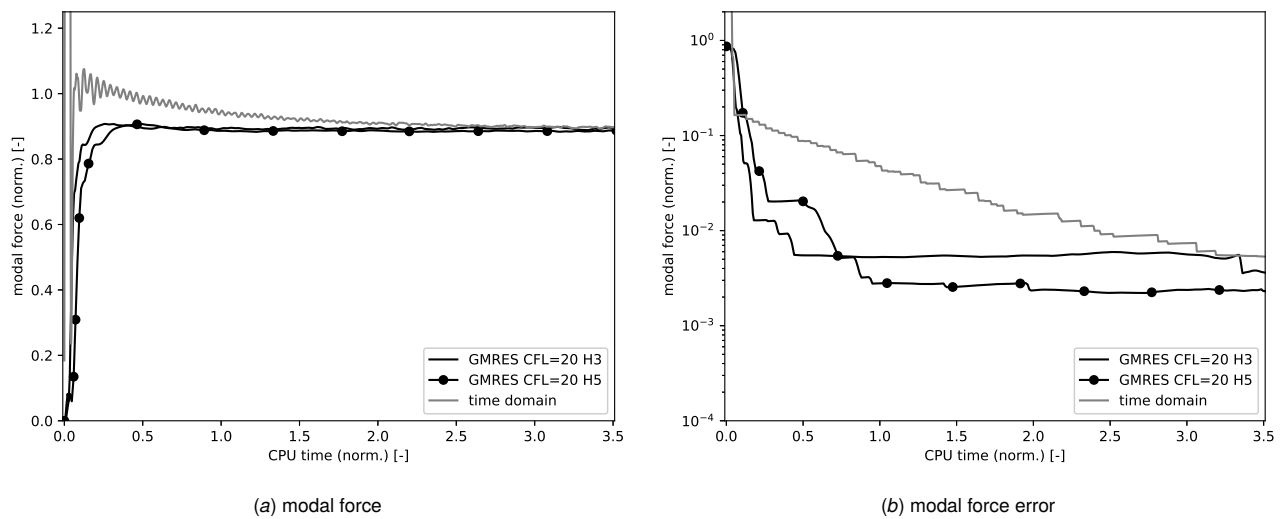 1.2
1.0
0.8
0.6
0.4
0.2
0.0
modal force (norm.) [-]
0.0 0.5 1.0 1.5 2.0 2.5 3.0 3.5
CPU time (norm.) [-]
GMRES CFL=20 H3
GMRES CFL=20 H5
time domain
(a) modal force
10⁰
10⁻¹
10⁻²
10⁻³
10⁻⁴
modal force (norm.) [-]
0.0 0.5 1.0 1.5 2.0 2.5 3.0 3.5
CPU time (norm.) [-]
GMRES CFL=20 H3
GMRES CFL=20 H5
time domain
(b) modal force error